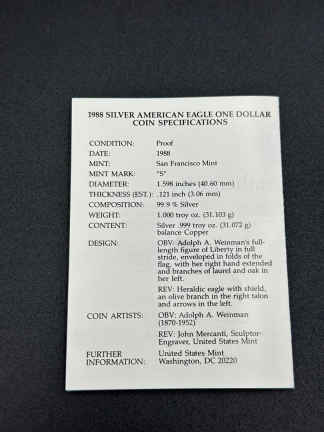 1988 SILVER AMERICAN EAGLE ONE DOLLAR
COIN SPECIFICATIONS
CONDITION: Proof
DATE: 1988
MINT: San Francisco Mint
MINT MARK: "S"
DIAMETER: 1.598 inches (40.60 mm)
THICKNESS (EST.): .121 inch (3.06 mm)
COMPOSITION: 99.9 % Silver
WEIGHT: 1.000 troy oz. (31.103 g)
CONTENT: Silver .999 troy oz. (31.072 g)
balance Copper
DESIGN: OBV: Adolph A. Weinman's full-
length figure of Liberty in full
stride, enveloped in folds of the
flag, with her right hand extended
and branches of laurel and oak in
her left.
REV: Heraldic eagle with shield,
an olive branch in the right talon
and arrows in the left.
COIN ARTISTS: OBV: Adolph A. Weinman
(1870-1952)
REV: John Mercanti, Sculptor-
Engraver, United States Mint
FURTHER United States Mint
INFORMATION: Washington, DC 20220